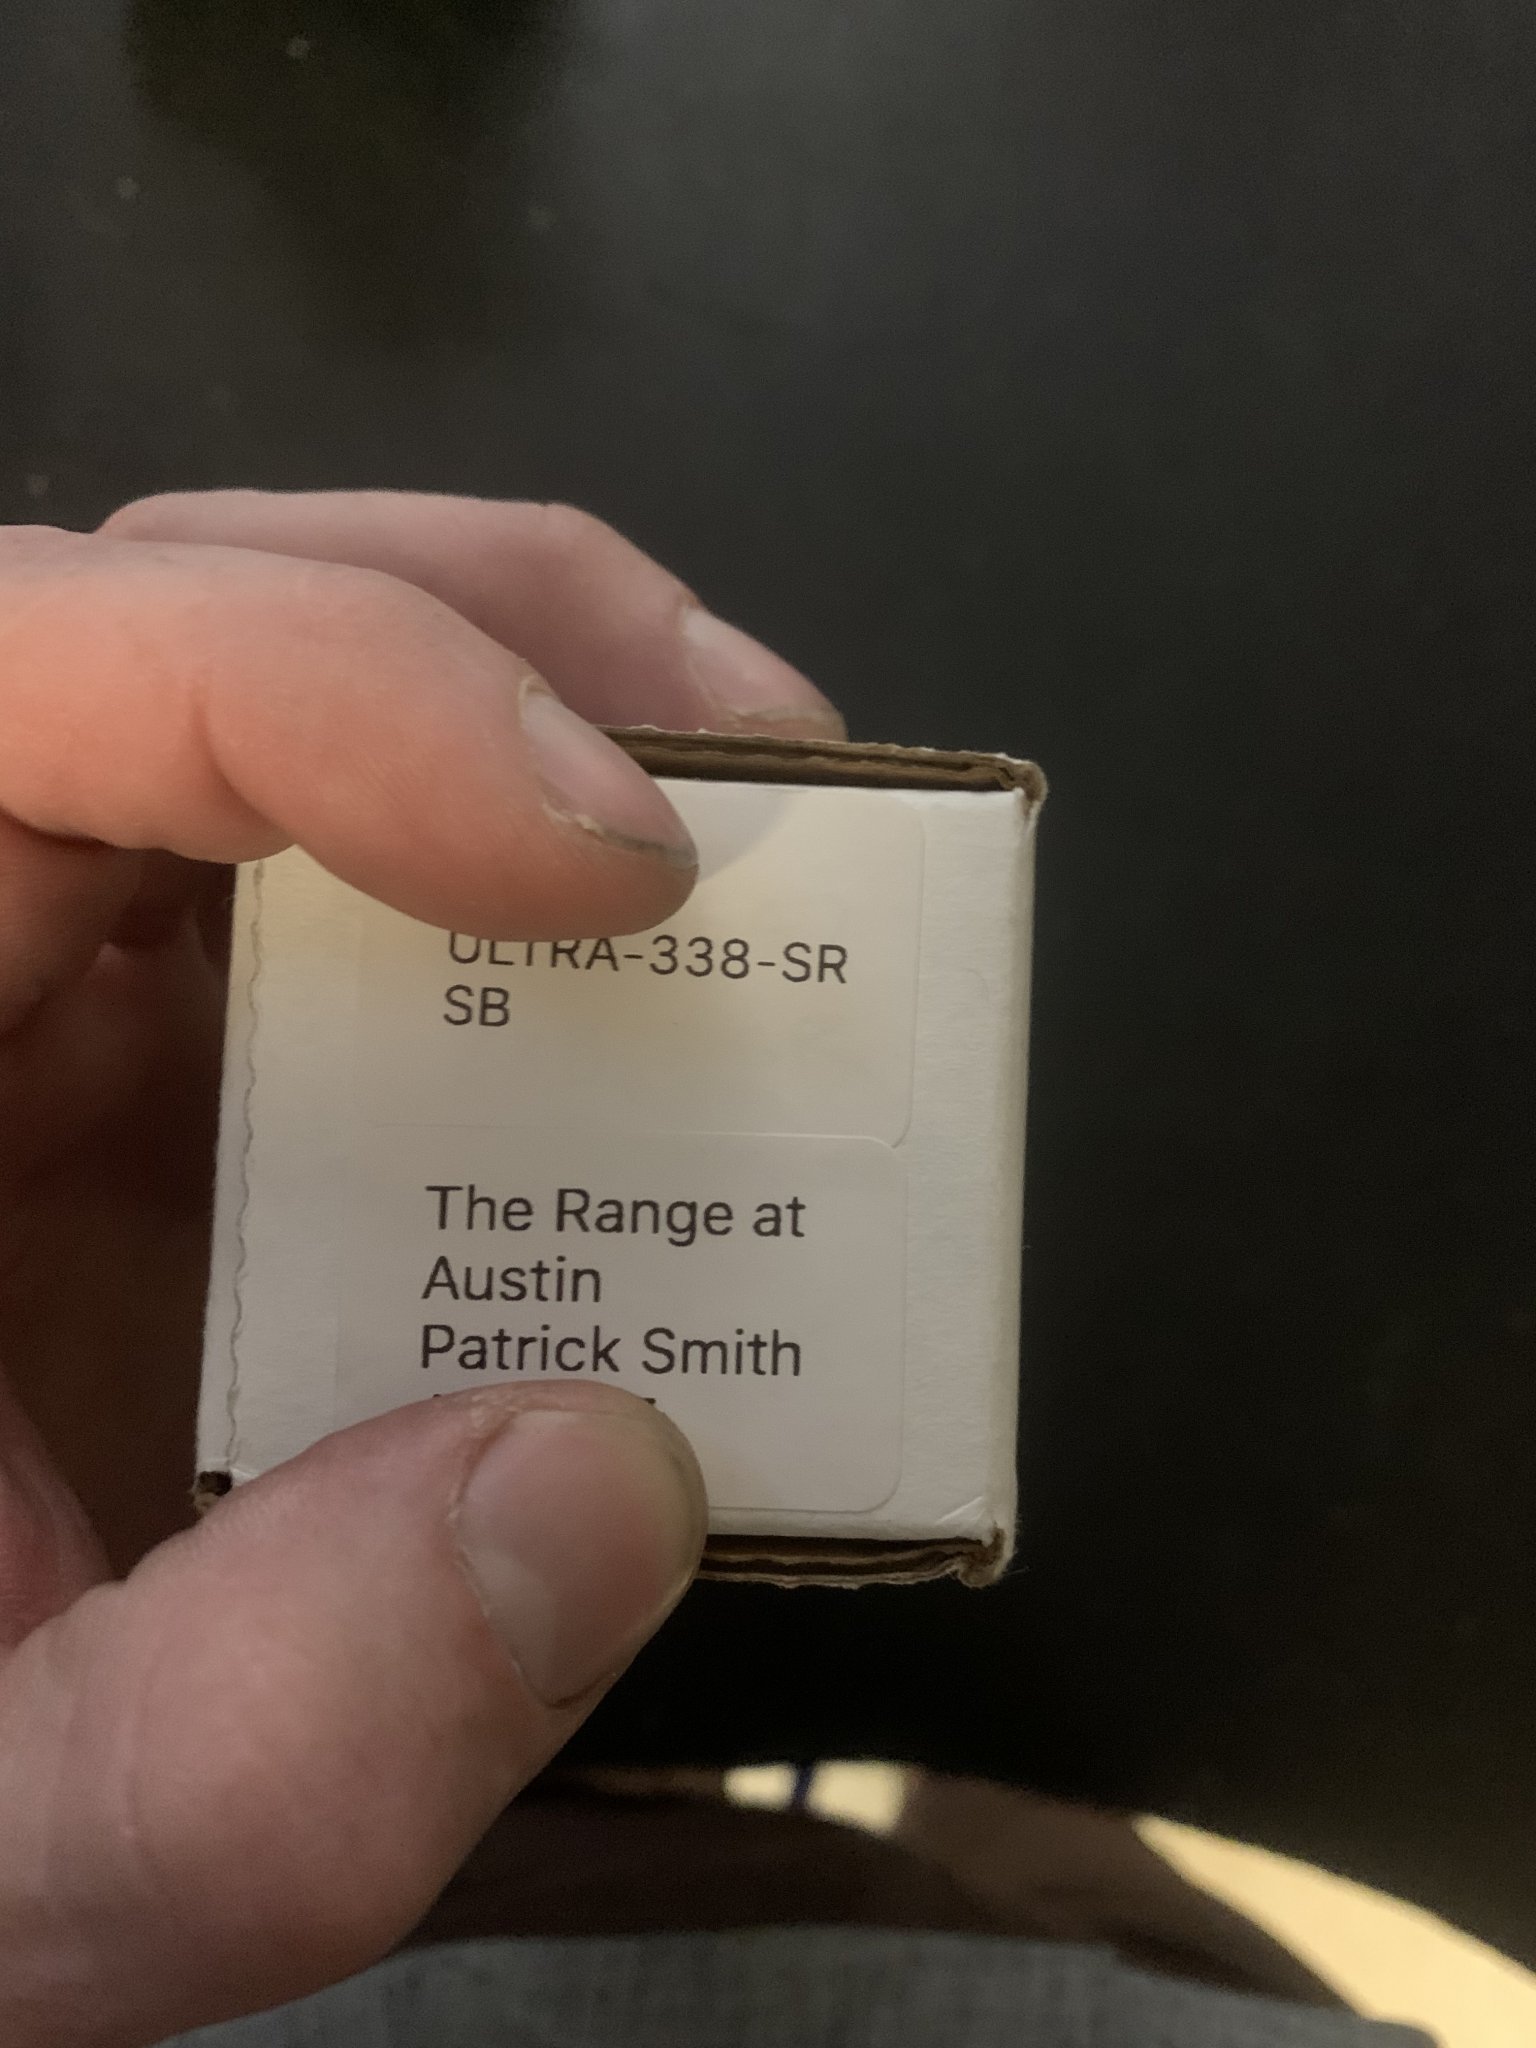 ULTRA-338-SR
SB
The Range at
Austin
Patrick Smith